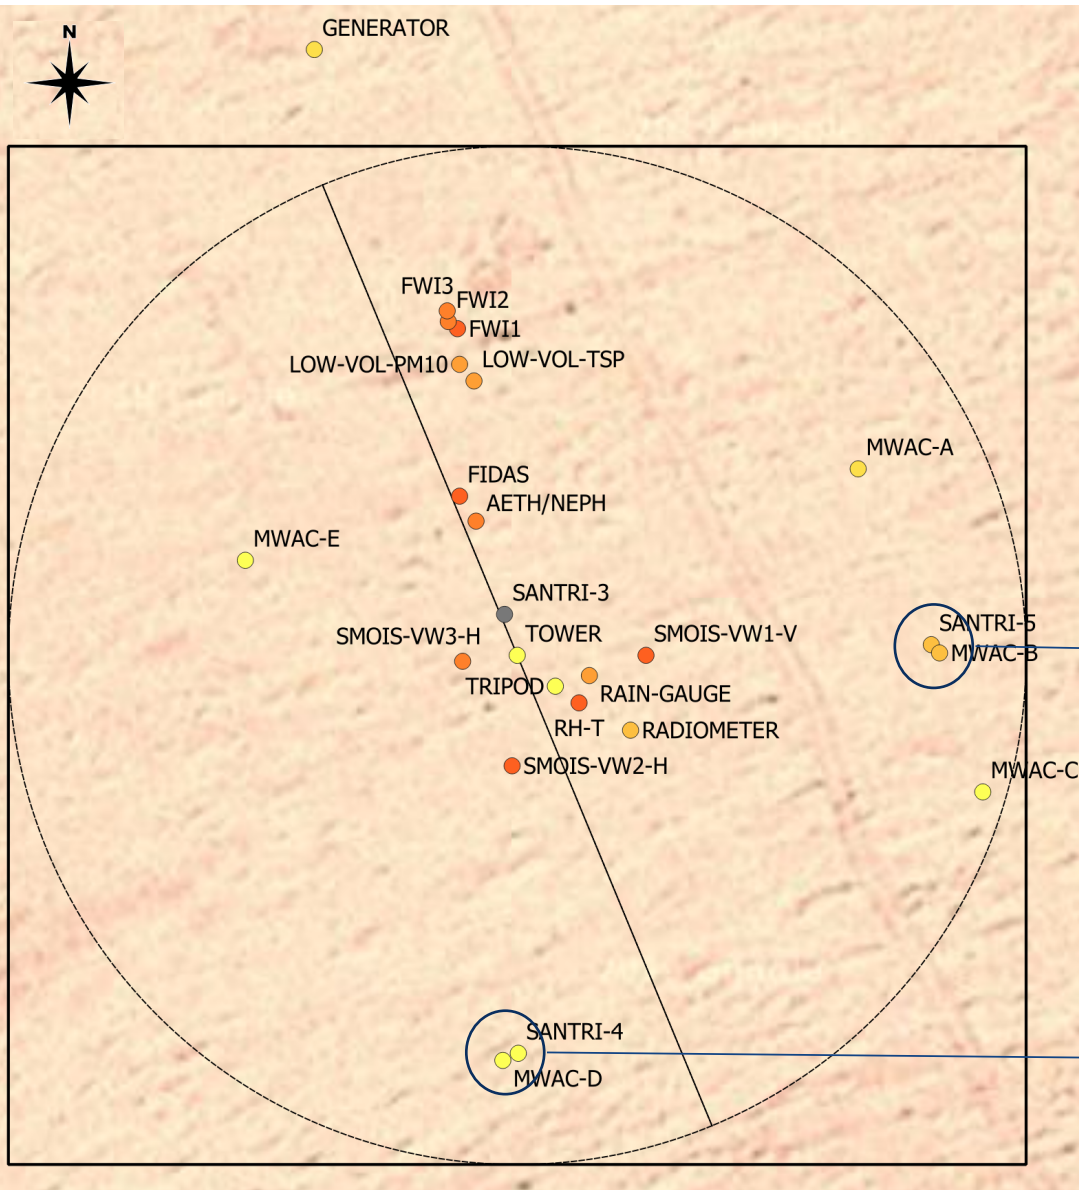 GENERATOR
N
FWI3
FWI2
FWI1
LOW-VOL-TSP
LOW-VOL-PM10
MWAC-A
FIDAS
AETH/NEPH
MWAC-E
SANTRI-3
SANTRI-5
TOWER
SMOIS-VW1-V
SMOIS-VW3-H
MWAC-B
TRIPOD
RAIN-GAUGE
RH-T
RADIOMETER
SMOIS-VW2-H
MWAC-C
SANTRI-4
MWAC-D